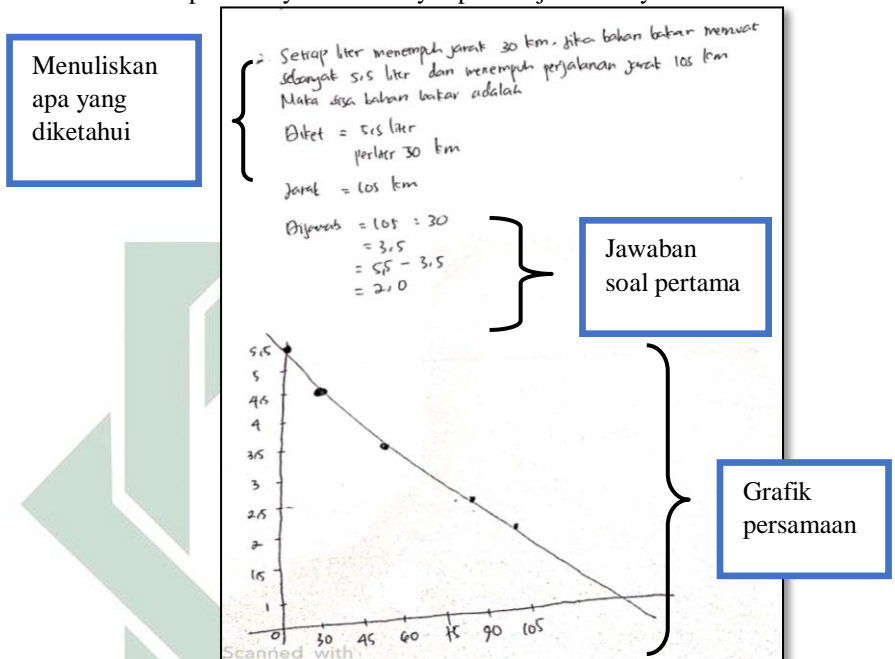 Menuliskan
apa yang
diketahui
2. Setiap liter menempuh jarak 30 km. jika bahan bakar memuat
sebanyak 5,5 liter dan menempuh perjalanan jarak 105 km
Maka sisa bahan bakar adalah
Diket = 5,5 liter
perliter 30 km
Jarak = 105 km
Dijawab = 105 : 30
= 3,5
= 5,5 - 3,5
= 2,0
Jawaban
soal pertama
5,5
5
4,5
4
3,5
3
2,5
2
1,5
1
0 30 45 60 75 90 105
Grafik
persamaan
Scanned with